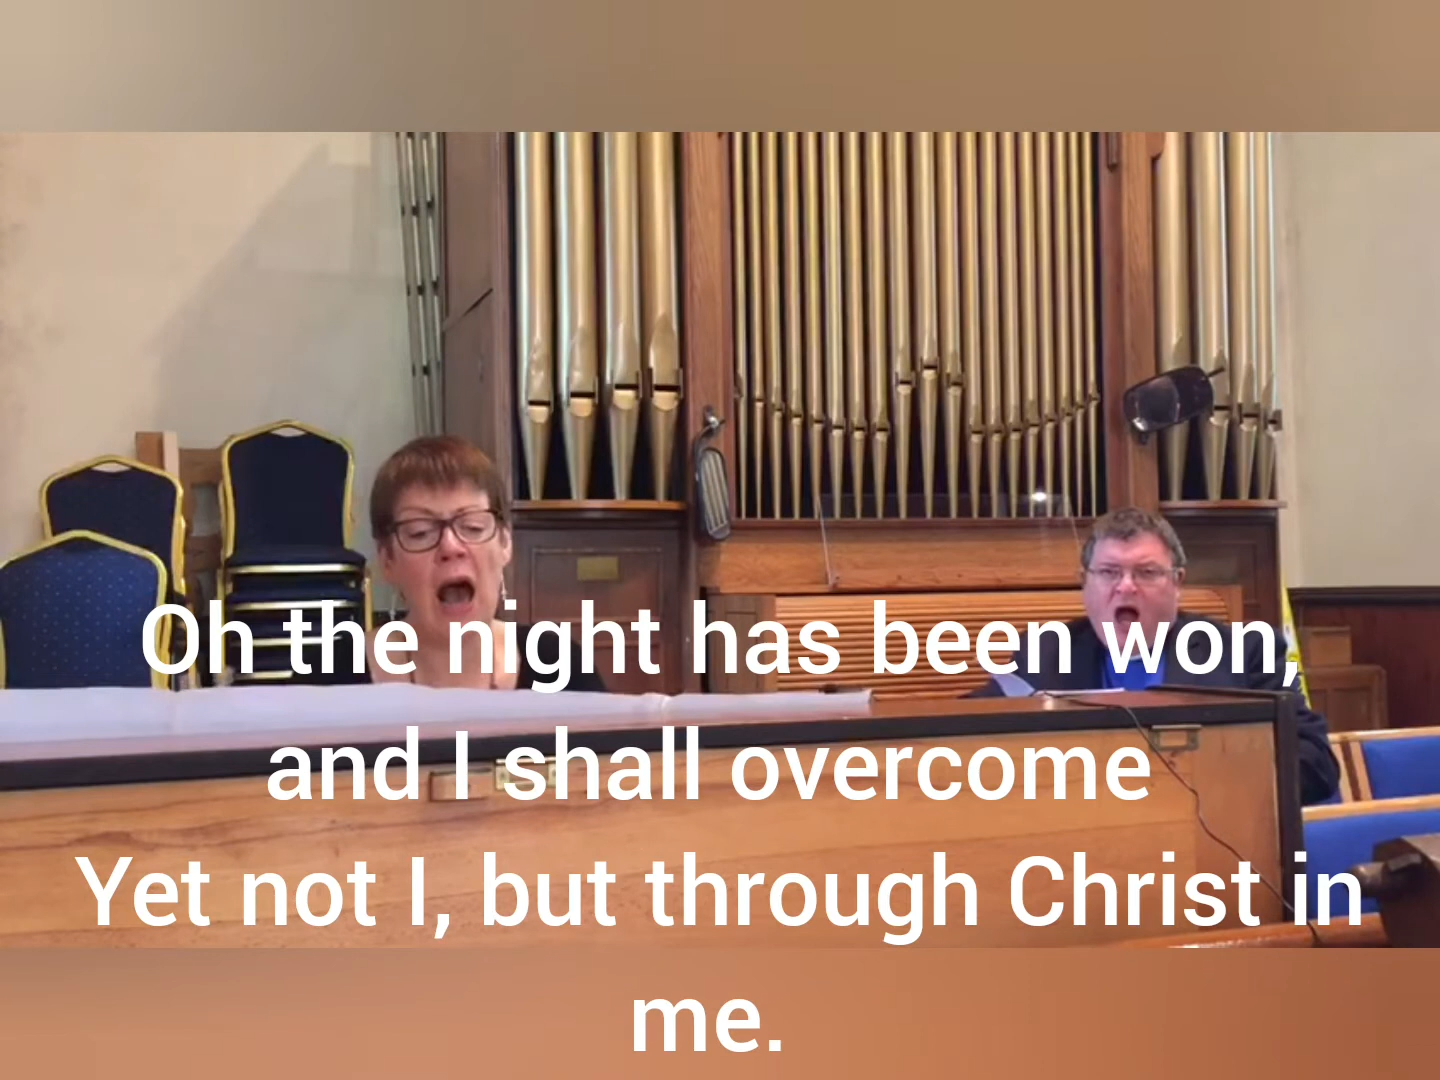 Oh the night has been won,
and I shall overcome
Yet not I, but through Christ in
me.